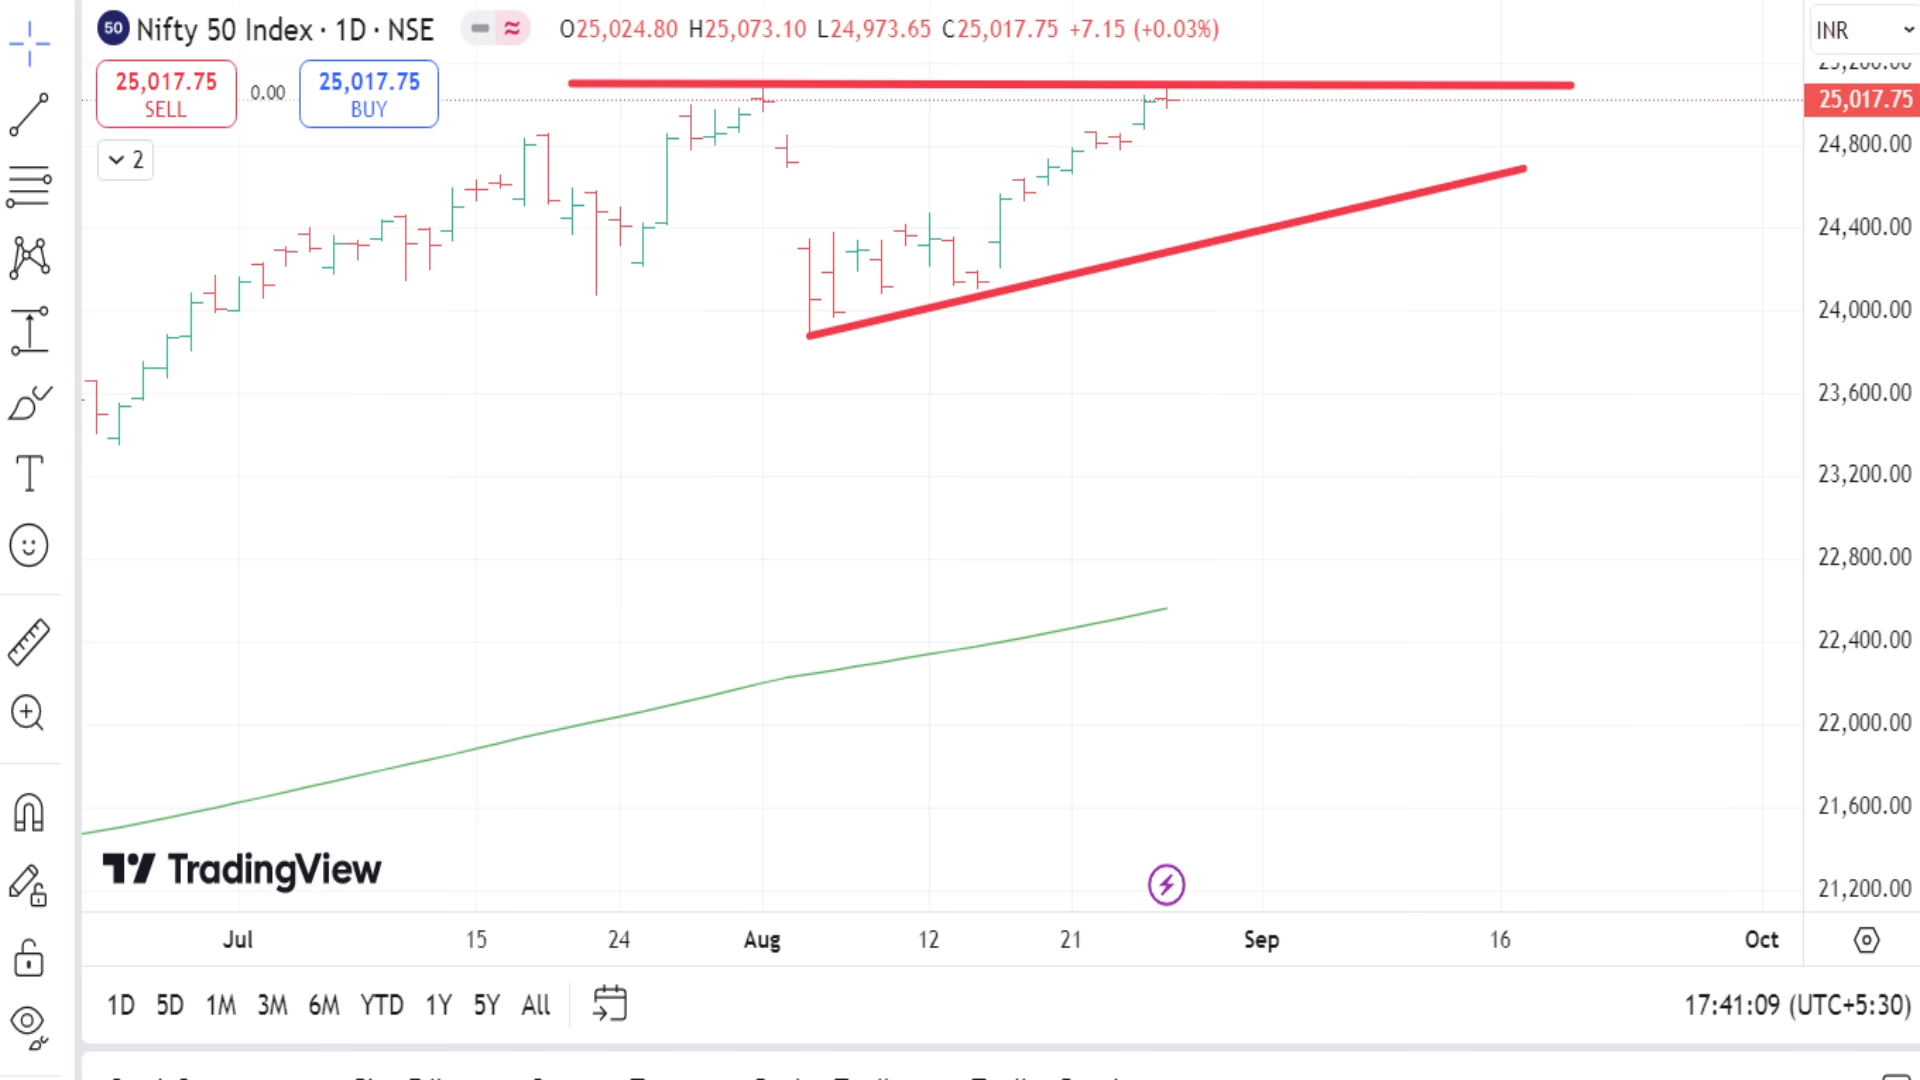 50 Nifty 50 Index · 1D · NSE O25,024.80 H25,073.10 L24,973.65 C25,017.75 +7.15 (+0.03%)
INR
25,017.75
SELL
0.00
25,017.75
BUY
2
25,200.00
25,017.75
24,800.00
24,400.00
24,000.00
23,600.00
23,200.00
22,800.00
22,400.00
22,000.00
21,600.00
21,200.00
TradingView
Jul 15 24 Aug 12 21 Sep 16 Oct
1D 5D 1M 3M 6M YTD 1Y 5Y All
17:41:09 (UTC+5:30)